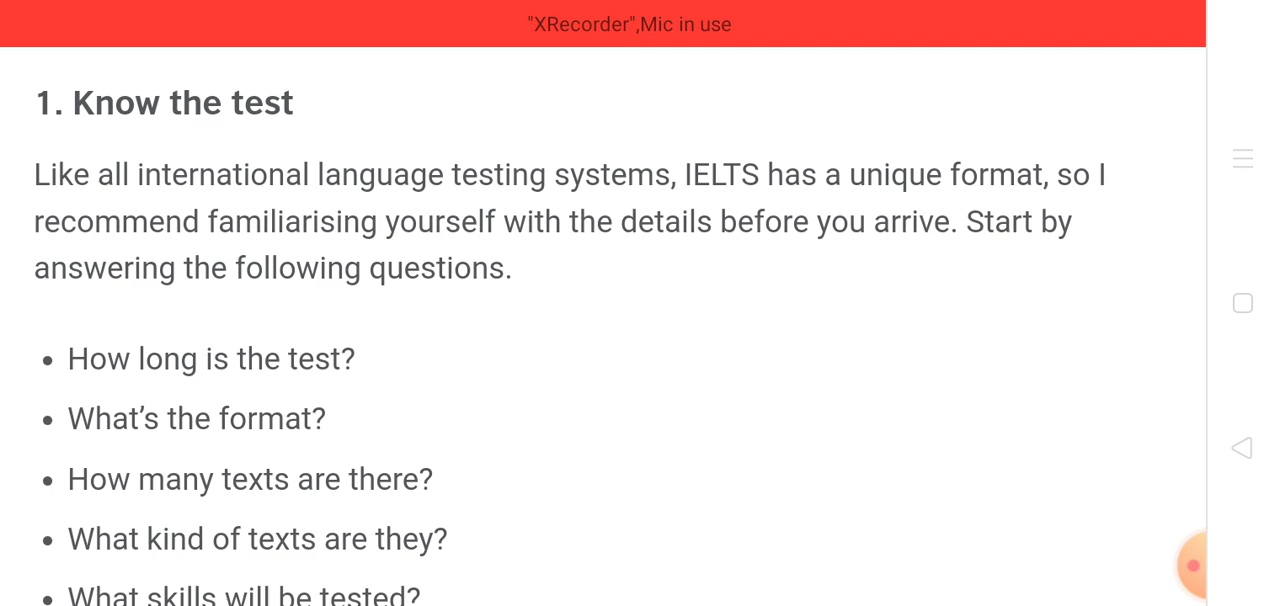 "XRecorder",Mic in use
1. Know the test
Like all international language testing systems, IELTS has a unique format, so I
recommend familiarising yourself with the details before you arrive. Start by
answering the following questions.
• How long is the test?
• What’s the format?
• How many texts are there?
• What kind of texts are they?
• What skills will be tested?